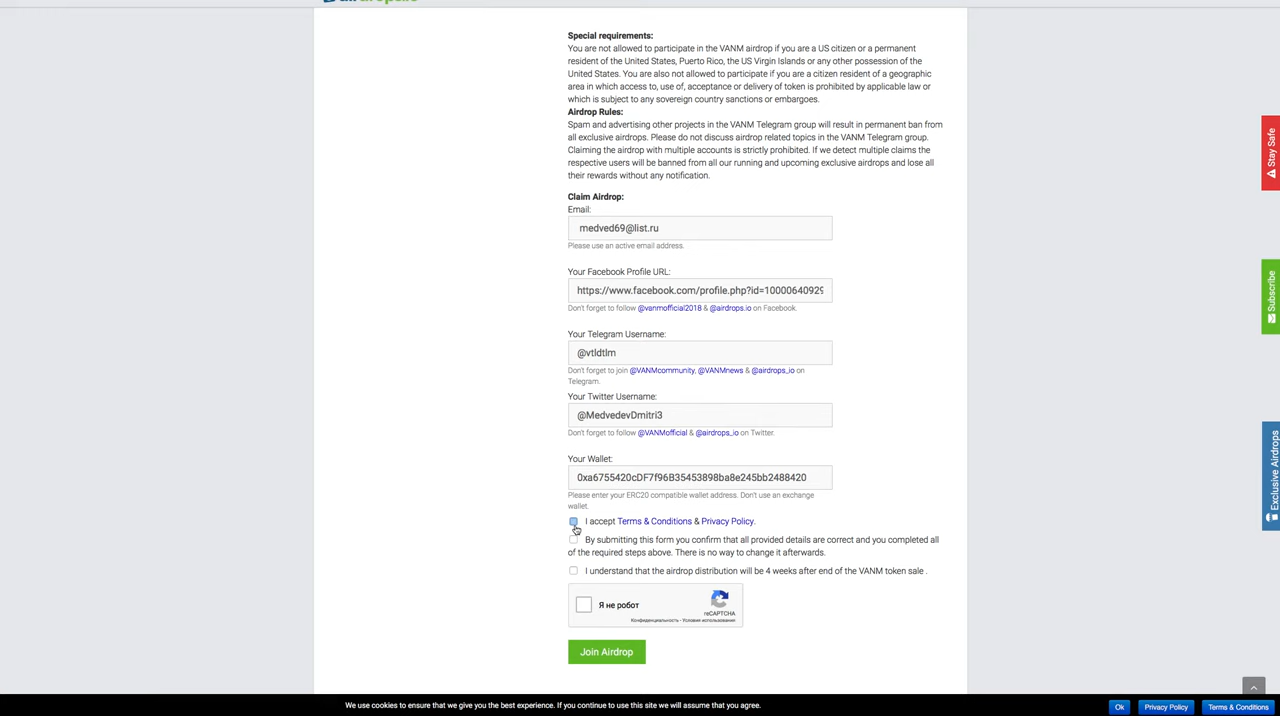 Special requirements:
You are not allowed to participate in the VANM airdrop if you are a US citizen or a permanent
resident of the United States, Puerto Rico, the US Virgin Islands or any other possession of the
United States. You are also not allowed to participate if you are a citizen resident of a geographic
area in which access to, use of, acceptance or delivery of token is prohibited by applicable law or
which is subject to any sovereign country sanctions or embargoes.
Airdrop Rules:
Spam and advertising other projects in the VANM Telegram group will result in permanent ban from
all exclusive airdrops. Please do not discuss airdrop related topics in the VANM Telegram group.
Claiming the airdrop with multiple accounts is strictly prohibited. If we detect multiple claims the
respective users will be banned from all our running and upcoming exclusive airdrops and lose all
their rewards without any notification.
Claim Airdrop:
Email:
medved69@list.ru
Please use an active email address.
Your Facebook Profile URL:
https://www.facebook.com/profile.php?id=10000640929
Don't forget to follow @vanmofficial2018 & @airdrops.io on Facebook.
Your Telegram Username:
@vtldtlm
Don't forget to join @VANMcommunity, @VANMnews & @airdrops_io on
Telegram.
Your Twitter Username:
@MedvedevDmitri3
Don't forget to follow @VANMofficial & @airdrops_io on Twitter.
Your Wallet:
0xa6755420cDF7f96B35453898ba8e245bb2488420
Please enter your ERC20 compatible wallet address. Don't use an exchange
wallet.
I accept Terms & Conditions & Privacy Policy.
By submitting this form you confirm that all provided details are correct and you completed all
of the required steps above. There is no way to change it afterwards.
I understand that the airdrop distribution will be 4 weeks after end of the VANM token sale .
Я не робот
reCAPTCHA
Конфиденциальность - Условия использования
Join Airdrop
Stay Safe
Subscribe
Exclusive Airdrops
We use cookies to ensure that we give you the best experience. If you continue to use this site we will assume that you agree.
Ok
Privacy Policy
Terms & Conditions